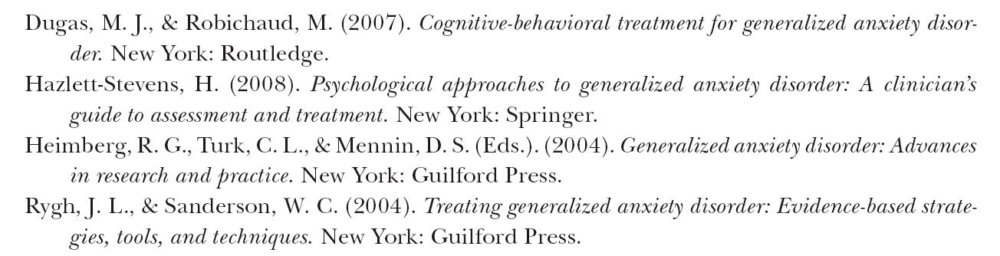 Dugas, M. J., & Robichaud, M. (2007). Cognitive-behavioral treatment for generalized anxiety disor-
der. New York: Routledge.
Hazlett-Stevens, H. (2008). Psychological approaches to generalized anxiety disorder: A clinician’s
guide to assessment and treatment. New York: Springer.
Heimberg, R. G., Turk, C. L., & Mennin, D. S. (Eds.). (2004). Generalized anxiety disorder: Advances
in research and practice. New York: Guilford Press.
Rygh, J. L., & Sanderson, W. C. (2004). Treating generalized anxiety disorder: Evidence-based strate-
gies, tools, and techniques. New York: Guilford Press.